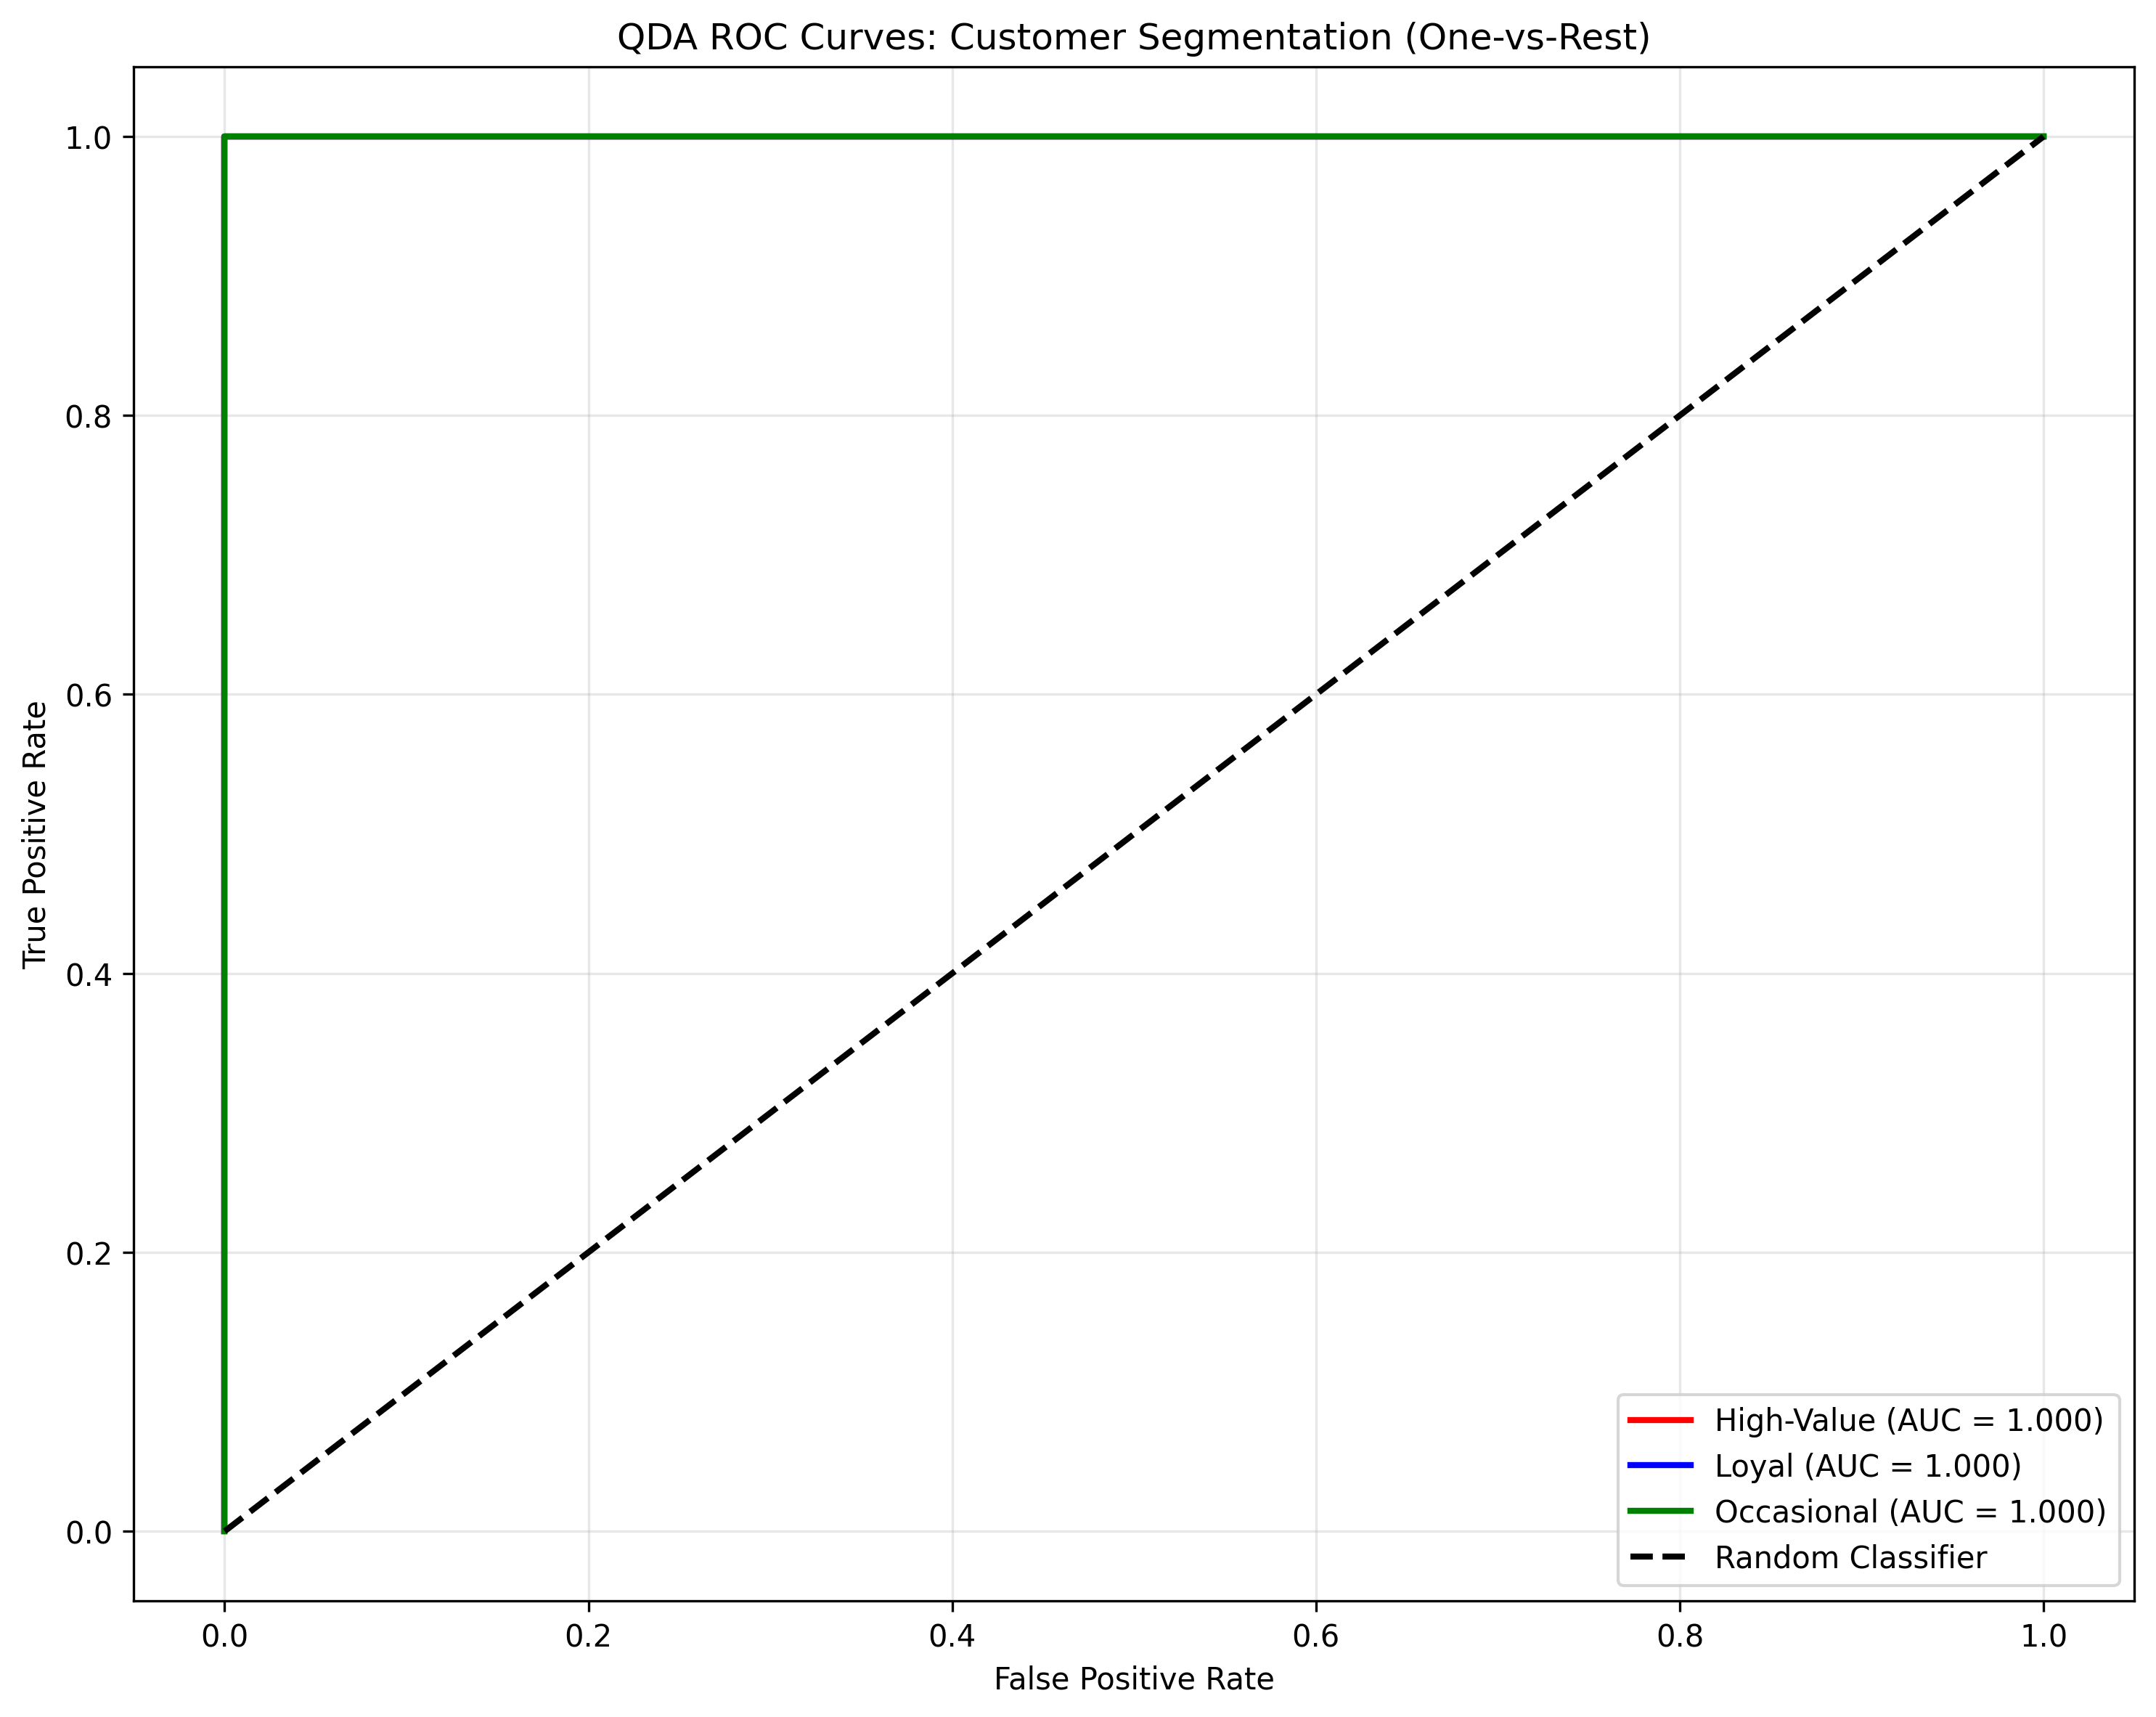 QDA ROC Curves: Customer Segmentation (One-vs-Rest)
True Positive Rate
1.0
0.8
0.6
0.4
0.2
0.0
0.0 0.2 0.4 0.6 0.8 1.0
False Positive Rate
High-Value (AUC = 1.000)
Loyal (AUC = 1.000)
Occasional (AUC = 1.000)
Random Classifier